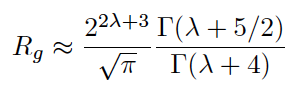 R_g ≈ \frac{2^{2λ+3}}{\sqrt{π}} \frac{Γ(λ + 5/2)}{Γ(λ + 4)}